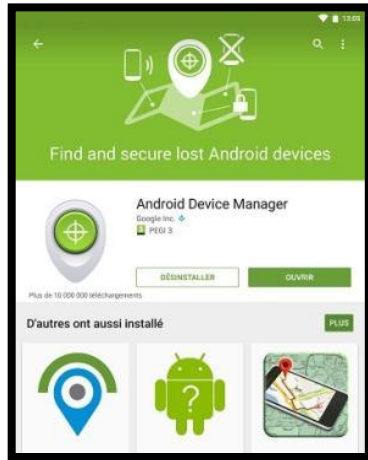 13:05
Find and secure lost Android devices
Android Device Manager
Google Inc.
PEGI 3
DÉSINSTALLER
OUVRIR
Plus de 10 000 000 téléchargements
D'autres ont aussi installé
PLUS
?